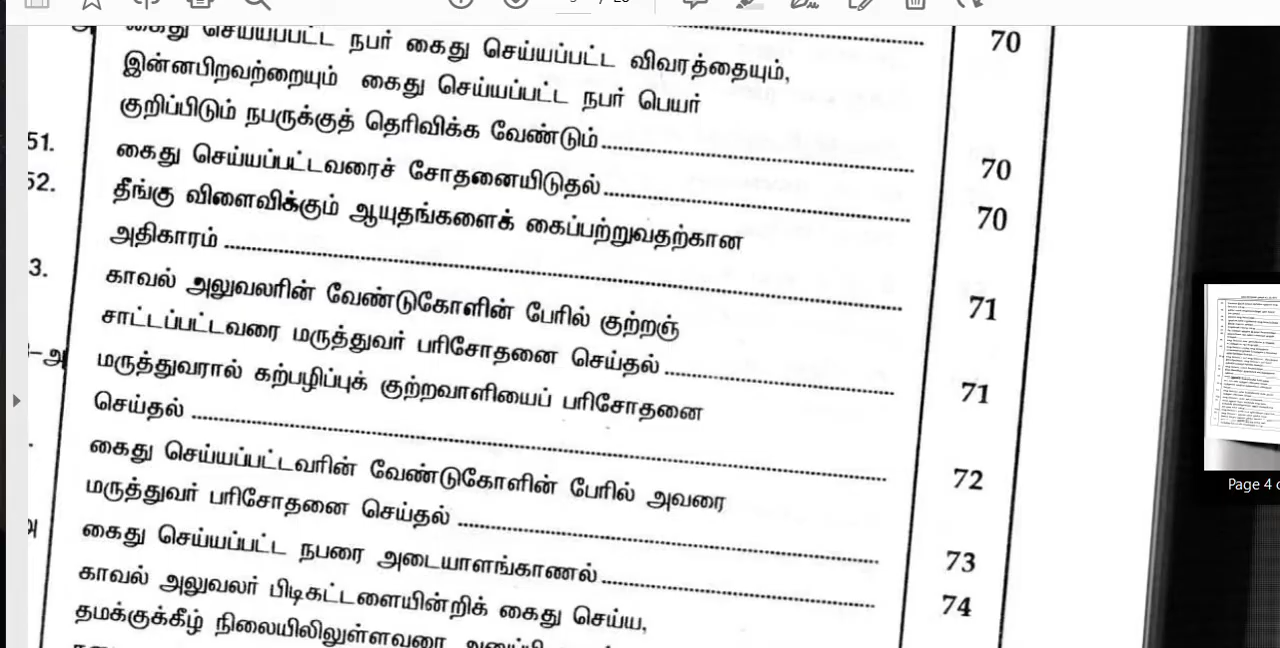 70
செய்யப்பட்ட நபர் கைது செய்யப்பட்ட விவரத்தையும்,
இன்னபிறவற்றையும் கைது செய்யப்பட்ட நபர் பெயர்
குறிப்பிடும் நபருக்குத் தெரிவிக்க வேண்டும் 70
51. கைது செய்யப்பட்டவரைச் சோதனையிடுதல் 70
52. தீங்கு விளைவிக்கும் ஆயுதங்களைக் கைப்பற்றுவதற்கான
அதிகாரம் 71
3. காவல் அலுவலரின் வேண்டுகோளின் பேரில் குற்றஞ்
சாட்டப்பட்டவரை மருத்துவர் பரிசோதனை செய்தல் 71
-அ மருத்துவரால் கற்பழிப்புக் குற்றவாளியைப் பரிசோதனை
செய்தல் 72
கைது செய்யப்பட்டவரின் வேண்டுகோளின் பேரில் அவரை
மருத்துவர் பரிசோதனை செய்தல் 73
அ கைது செய்யப்பட்ட நபரை அடையாளங்காணல் 74
காவல் அலுவலர் பிடிகட்டளையின்றிக் கைது செய்ய,
தமக்குக்கீழ் நிலையிலிலுள்ளவரை
Page 4